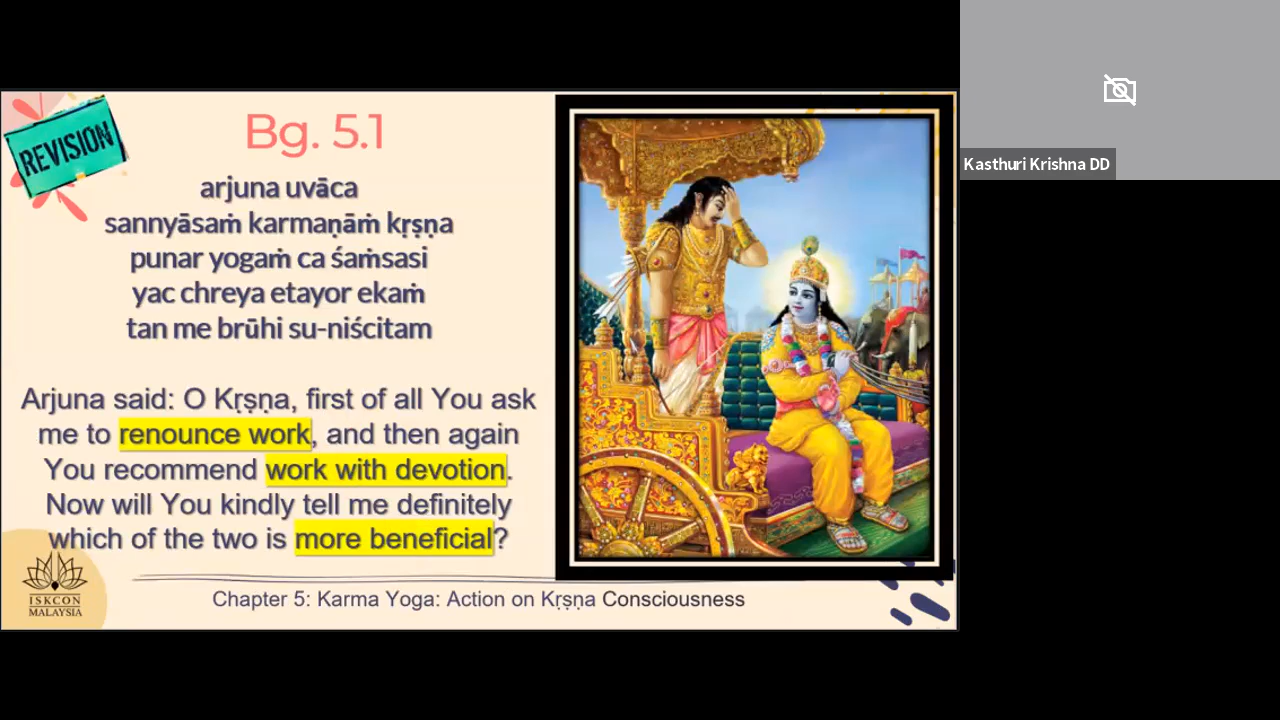 REVISION
Bg. 5.1
arjuna uvāca
sannyāsaṁ karmaṇāṁ kṛṣṇa
punar yogaṁ ca śaṁsasi
yac chreya etayor ekaṁ
tan me brūhi su-niścitam
Arjuna said: O Kṛṣṇa, first of all You ask
me to renounce work, and then again
You recommend work with devotion.
Now will You kindly tell me definitely
which of the two is more beneficial?
ISKCON
MALAYSIA
Chapter 5: Karma Yoga: Action on Kṛṣṇa Consciousness
Kasthuri Krishna DD